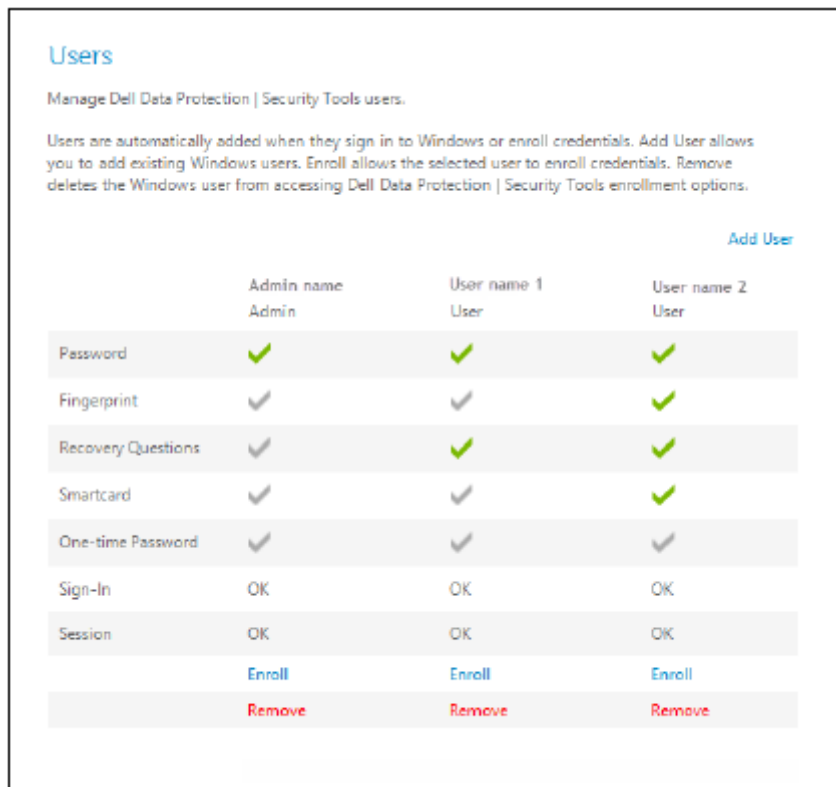 Users
Manage Dell Data Protection | Security Tools users.
Users are automatically added when they sign in to Windows or enroll credentials. Add User allows
you to add existing Windows users. Enroll allows the selected user to enroll credentials. Remove
deletes the Windows user from accessing Dell Data Protection | Security Tools enrollment options.
Add User
Admin name User name 1 User name 2
Admin User User
Password
Fingerprint
Recovery Questions
Smartcard
One-time Password
Sign-In OK OK OK
Session OK OK OK
Enroll Enroll Enroll
Remove Remove Remove